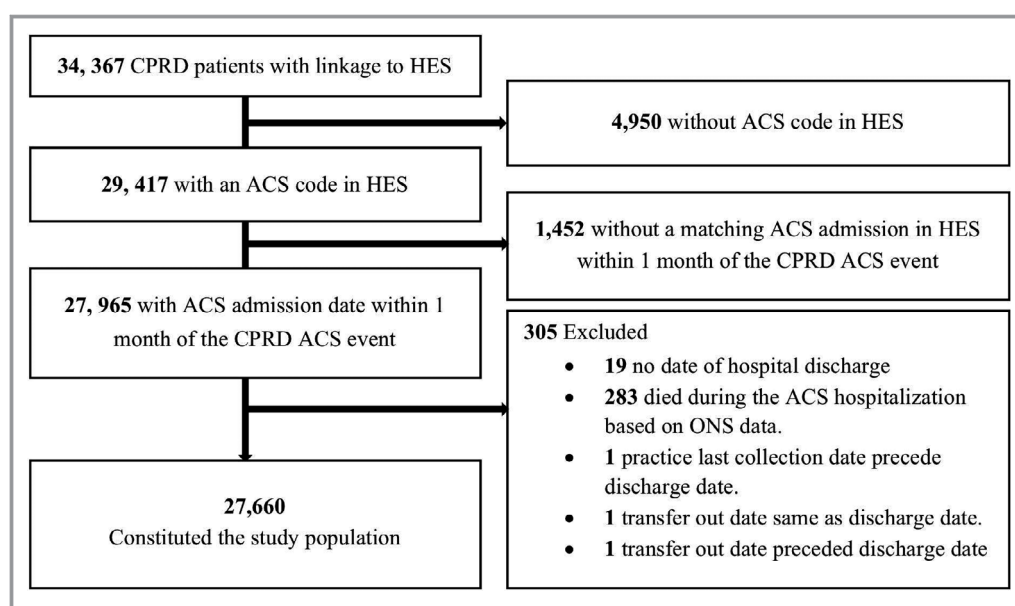 34, 367 CPRD patients with linkage to HES
4,950 without ACS code in HES
29, 417 with an ACS code in HES
1,452 without a matching ACS admission in HES
within 1 month of the CPRD ACS event
27, 965 with ACS admission date within 1
month of the CPRD ACS event
305 Excluded
• 19 no date of hospital discharge
• 283 died during the ACS hospitalization
based on ONS data.
• 1 practice last collection date precede
discharge date.
• 1 transfer out date same as discharge date.
• 1 transfer out date preceded discharge date
27,660
Constituted the study population